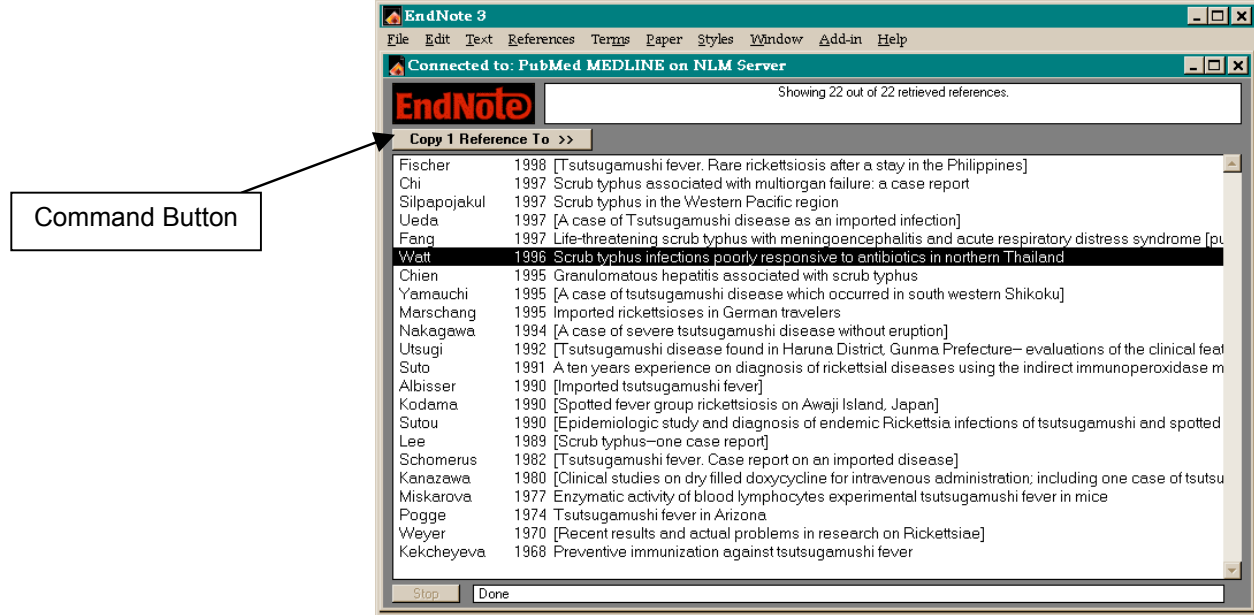 EndNote 3
File Edit Text References Terms Paper Styles Window Add-in Help
Connected to: PubMed MEDLINE on NLM Server
EndNote
Showing 22 out of 22 retrieved references.
Copy 1 Reference To >>
Command Button
Fischer 1998 [Tsutsugamushi fever. Rare rickettsiosis after a stay in the Philippines]
Chi 1997 Scrub typhus associated with multiorgan failure: a case report
Silpapojakul 1997 Scrub typhus in the Western Pacific region
Ueda 1997 [A case of Tsutsugamushi disease as an imported infection]
Fang 1997 Life-threatening scrub typhus with meningoencephalitis and acute respiratory distress syndrome [pu
Watt 1996 Scrub typhus infections poorly responsive to antibiotics in northern Thailand
Chien 1995 Granulomatous hepatitis associated with scrub typhus
Yamauchi 1995 [A case of tsutsugamushi disease which occurred in south western Shikoku]
Marschang 1995 Imported rickettsioses in German travelers
Nakagawa 1994 [A case of severe tsutsugamushi disease without eruption]
Utsugi 1992 [Tsutsugamushi disease found in Haruna District, Gunma Prefecture—evaluations of the clinical feat
Suto 1991 A ten years experience on diagnosis of rickettsial diseases using the indirect immunoperoxidase m
Albisser 1990 [Imported tsutsugamushi fever]
Kodama 1990 [Spotted fever group rickettsiosis on Awaji Island, Japan]
Sutou 1990 [Epidemiologic study and diagnosis of endemic Rickettsia infections of tsutsugamushi and spotted
Lee 1989 [Scrub typhus—one case report]
Schomerus 1982 [Tsutsugamushi fever. Case report on an imported disease]
Kanazawa 1980 [Clinical studies on dry filled doxycycline for intravenous administration; including one case of tsutsu
Miskarova 1977 Enzymatic activity of blood lymphocytes experimental tsutsugamushi fever in mice
Pogge 1974 Tsutsugamushi fever in Arizona
Weyer 1970 [Recent results and actual problems in research on Rickettsiae]
Kekcheyeva 1968 Preventive immunization against tsutsugamushi fever
Stop Done